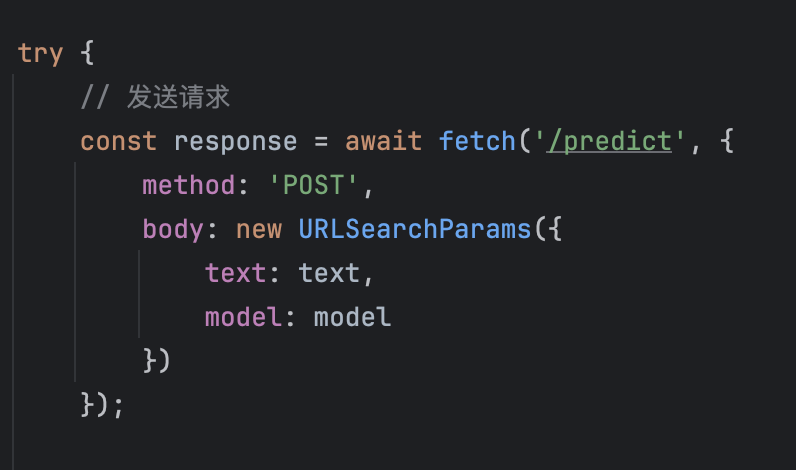 try {
    // 发送请求
    const response = await fetch('/predict', {
        method: 'POST',
        body: new URLSearchParams({
            text: text,
            model: model
        })
    });